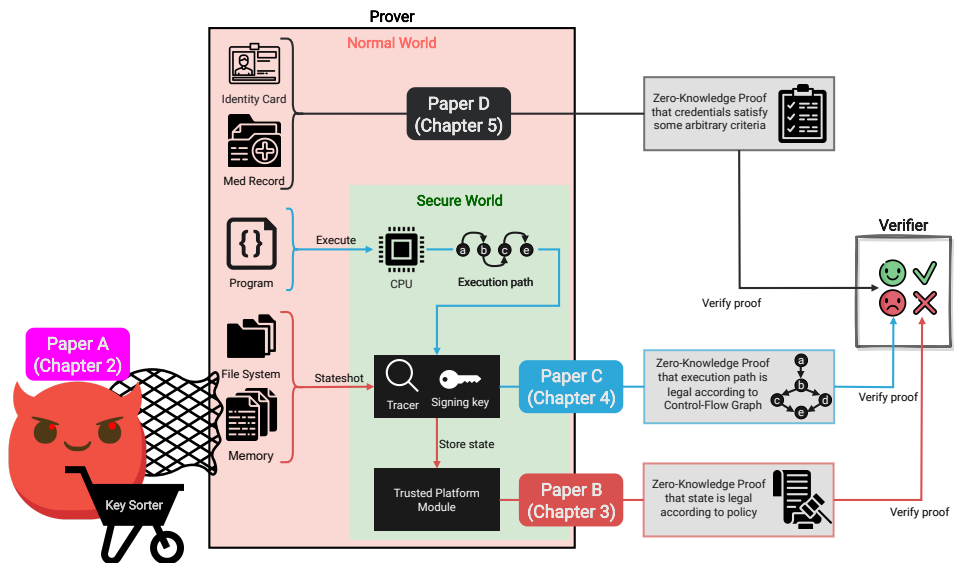 Prover
Normal World
Identity Card
Med Record
Paper D
(Chapter 5)
Zero-Knowledge Proof
that credentials satisfy
some arbitrary criteria
Secure World
Program
Execute
CPU
a
b
c
e
Execution path
Verifier
Verify proof
Paper A
(Chapter 2)
Key Sorter
File System
Memory
Stateshot
Tracer
Signing key
Paper C
(Chapter 4)
Zero-Knowledge Proof
that execution path is
legal according to
Control-Flow Graph
a
b
c
d
e
Verify proof
Store state
Trusted Platform
Module
Paper B
(Chapter 3)
Zero-Knowledge Proof
that state is legal
according to policy
Verify proof